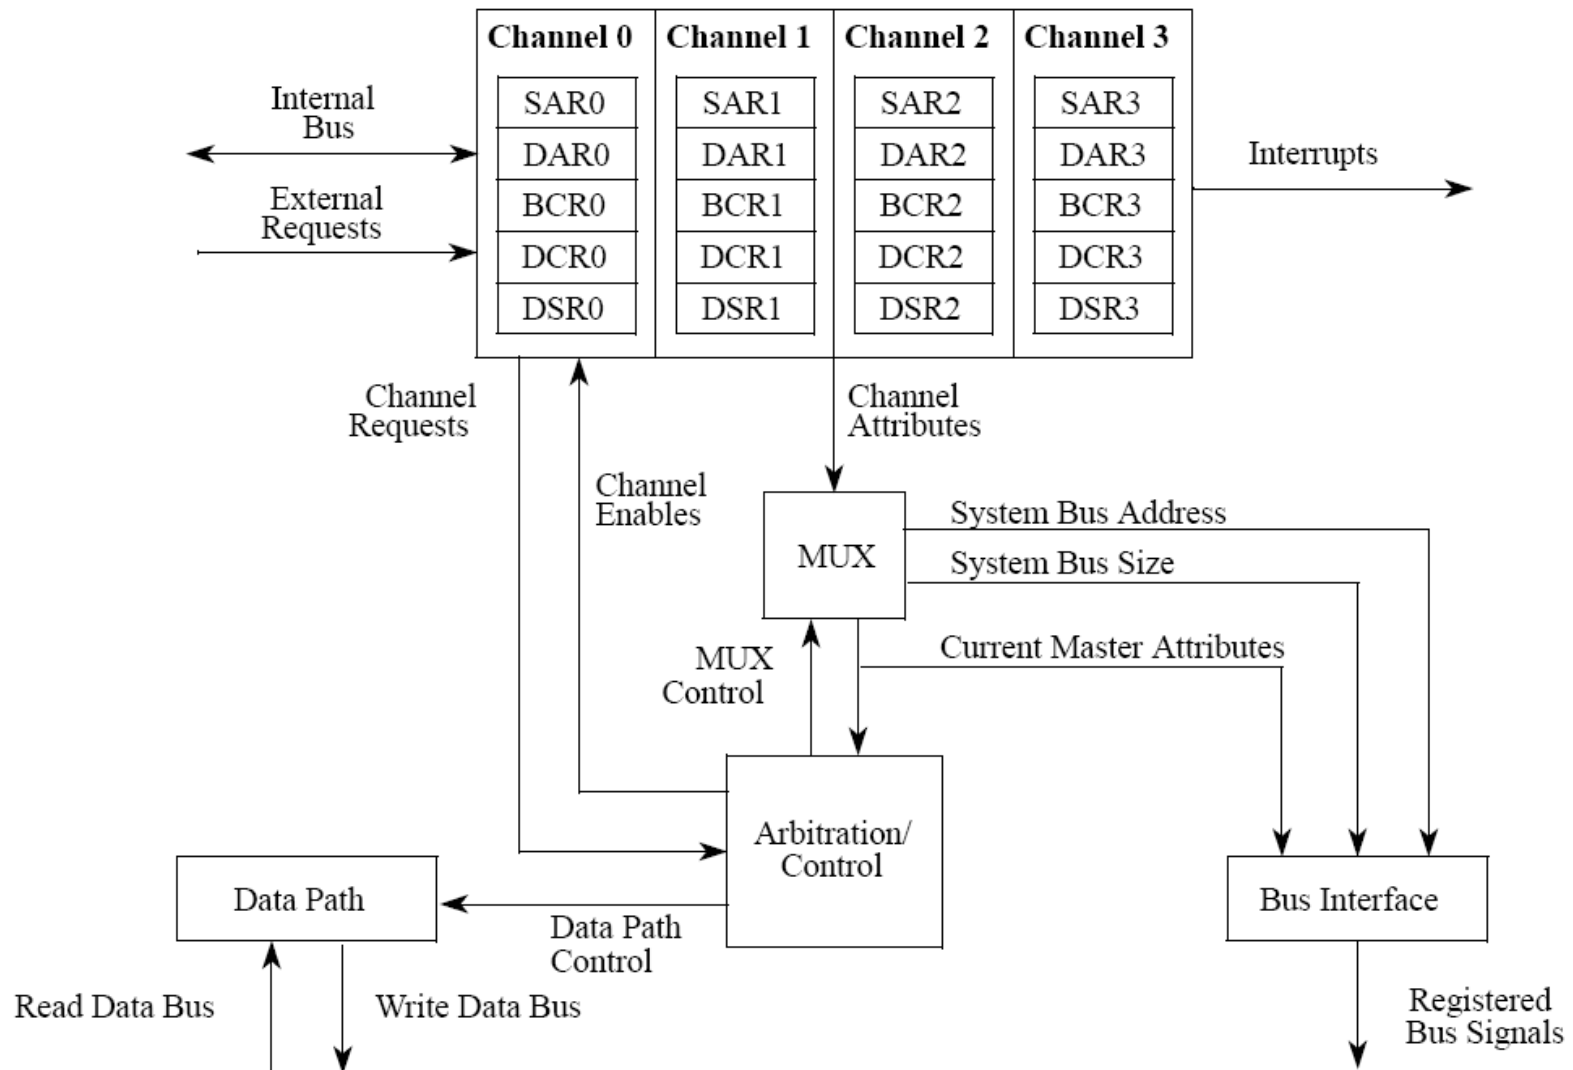 Channel 0
Channel 1
Channel 2
Channel 3
SAR0
SAR1
SAR2
SAR3
DAR0
DAR1
DAR2
DAR3
BCR0
BCR1
BCR2
BCR3
DCR0
DCR1
DCR2
DCR3
DSR0
DSR1
DSR2
DSR3
Internal
Bus
External
Requests
Interrupts
Channel
Requests
Channel
Enables
Channel
Attributes
MUX
System Bus Address
System Bus Size
Current Master Attributes
MUX
Control
Arbitration/
Control
Data Path
Data Path
Control
Bus Interface
Read Data Bus
Write Data Bus
Registered
Bus Signals